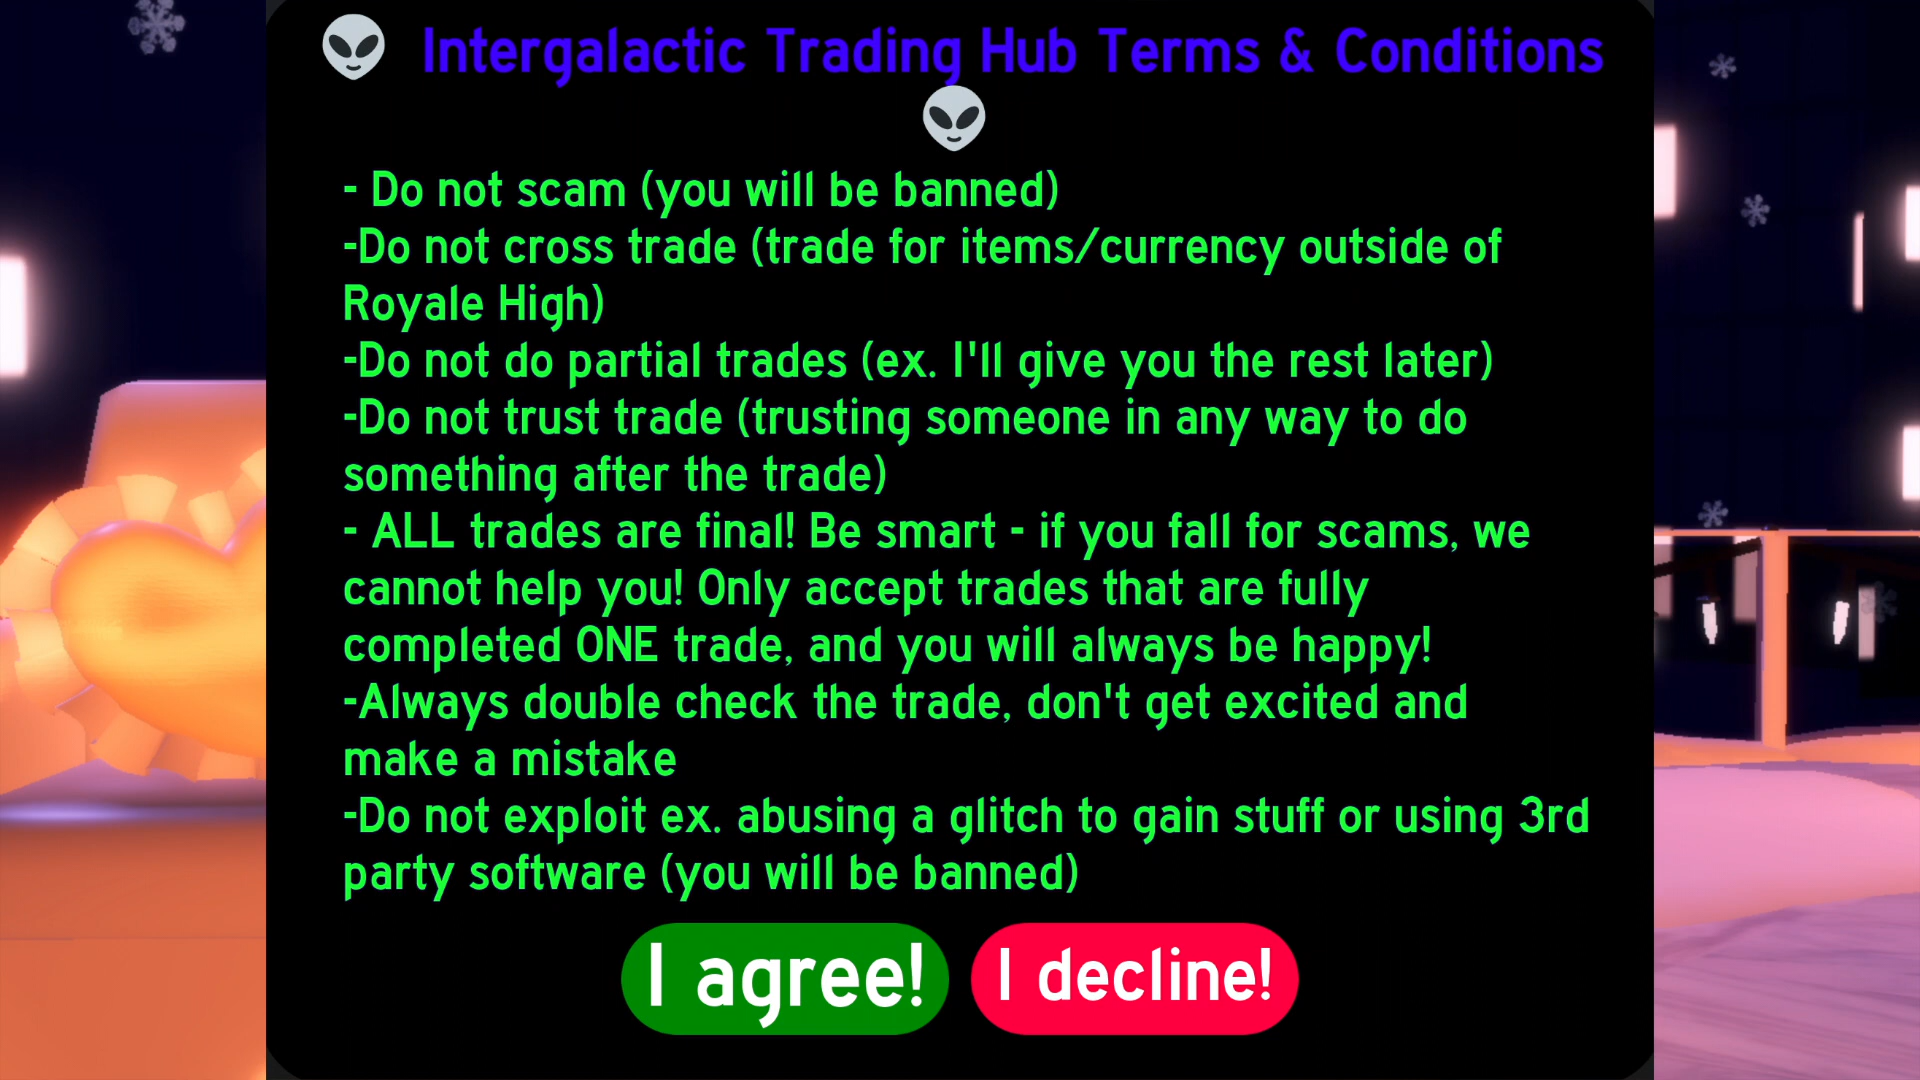 👽 Intergalactic Trading Hub Terms & Conditions
👽
- Do not scam (you will be banned)
-Do not cross trade (trade for items/currency outside of
Royale High)
-Do not do partial trades (ex. I'll give you the rest later)
-Do not trust trade (trusting someone in any way to do
something after the trade)
- ALL trades are final! Be smart - if you fall for scams, we
cannot help you! Only accept trades that are fully
completed ONE trade, and you will always be happy!
-Always double check the trade, don't get excited and
make a mistake
-Do not exploit ex. abusing a glitch to gain stuff or using 3rd
party software (you will be banned)
I agree!
I decline!